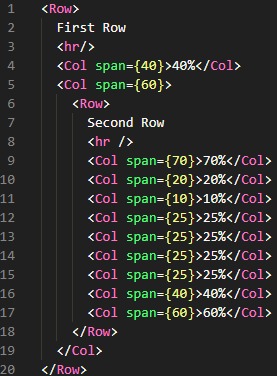 1 <Row>
2 First Row
3 <hr/>
4 <Col span={40}>40%</Col>
5 <Col span={60}>
6 <Row>
7 Second Row
8 <hr />
9 <Col span={70}>70%</Col>
10 <Col span={20}>20%</Col>
11 <Col span={10}>10%</Col>
12 <Col span={25}>25%</Col>
13 <Col span={25}>25%</Col>
14 <Col span={25}>25%</Col>
15 <Col span={25}>25%</Col>
16 <Col span={40}>40%</Col>
17 <Col span={60}>60%</Col>
18 </Row>
19 </Col>
20 </Row>